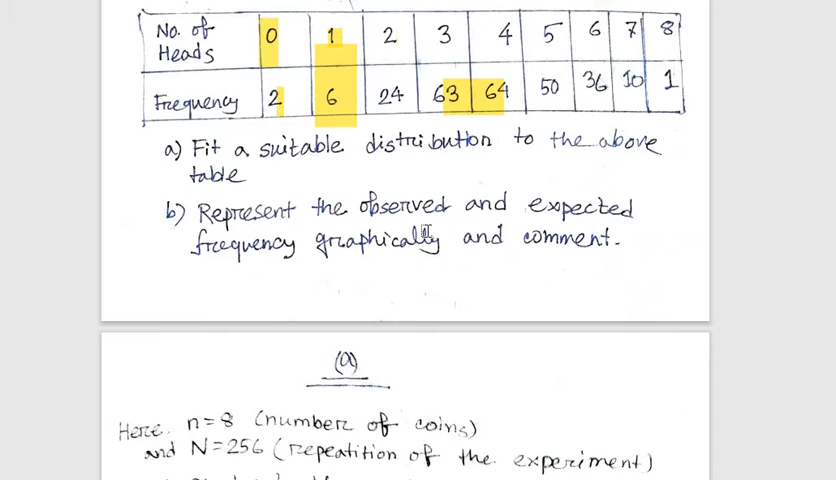 No. of Heads 0 1 2 3 4 5 6 7 8
Frequency 2 6 24 63 64 50 36 10 1
a) Fit a suitable distribution to the above
table
b) Represent the observed and expected
frequency graphically and comment.
(a)
Here n=8 (number of coins)
and N=256 (repeatition of the experiment)